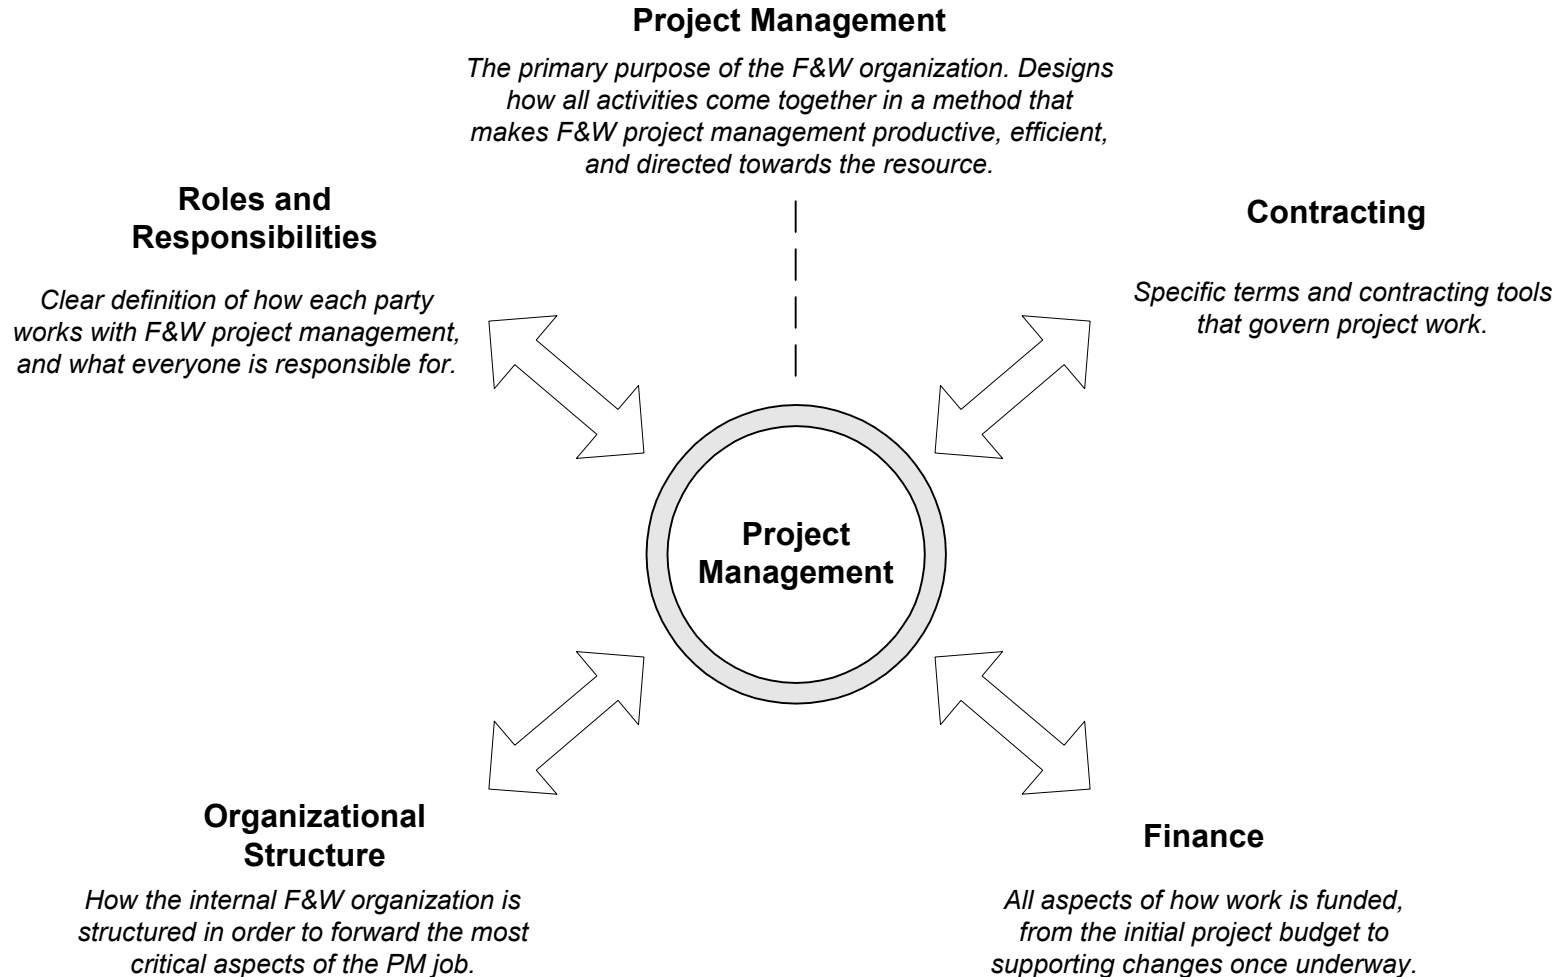 Project Management
The primary purpose of the F&W organization. Designs
how all activities come together in a method that
makes F&W project management productive, efficient,
and directed towards the resource.
Roles and
Responsibilities
Clear definition of how each party
works with F&W project management,
and what everyone is responsible for.
Contracting
Specific terms and contracting tools
that govern project work.
Project
Management
Organizational
Structure
How the internal F&W organization is
structured in order to forward the most
critical aspects of the PM job.
Finance
All aspects of how work is funded,
from the initial project budget to
supporting changes once underway.